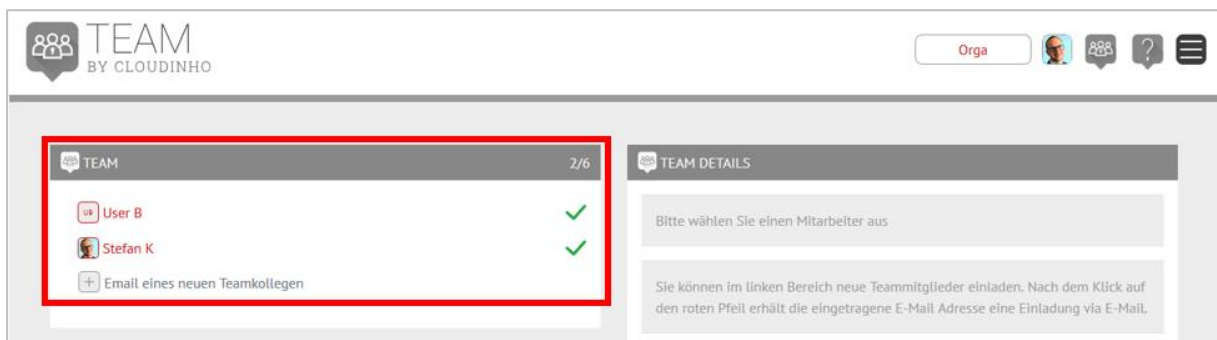 TEAM
BY CLOUDINHO
Orga
?
TEAM 2/6
UB User B
Stefan K
+ Email eines neuen Teamkollegen
TEAM DETAILS
Bitte wählen Sie einen Mitarbeiter aus
Sie können im linken Bereich neue Teammitglieder einladen. Nach dem Klick auf
den roten Pfeil erhält die eingetragene E-Mail Adresse eine Einladung via E-Mail.